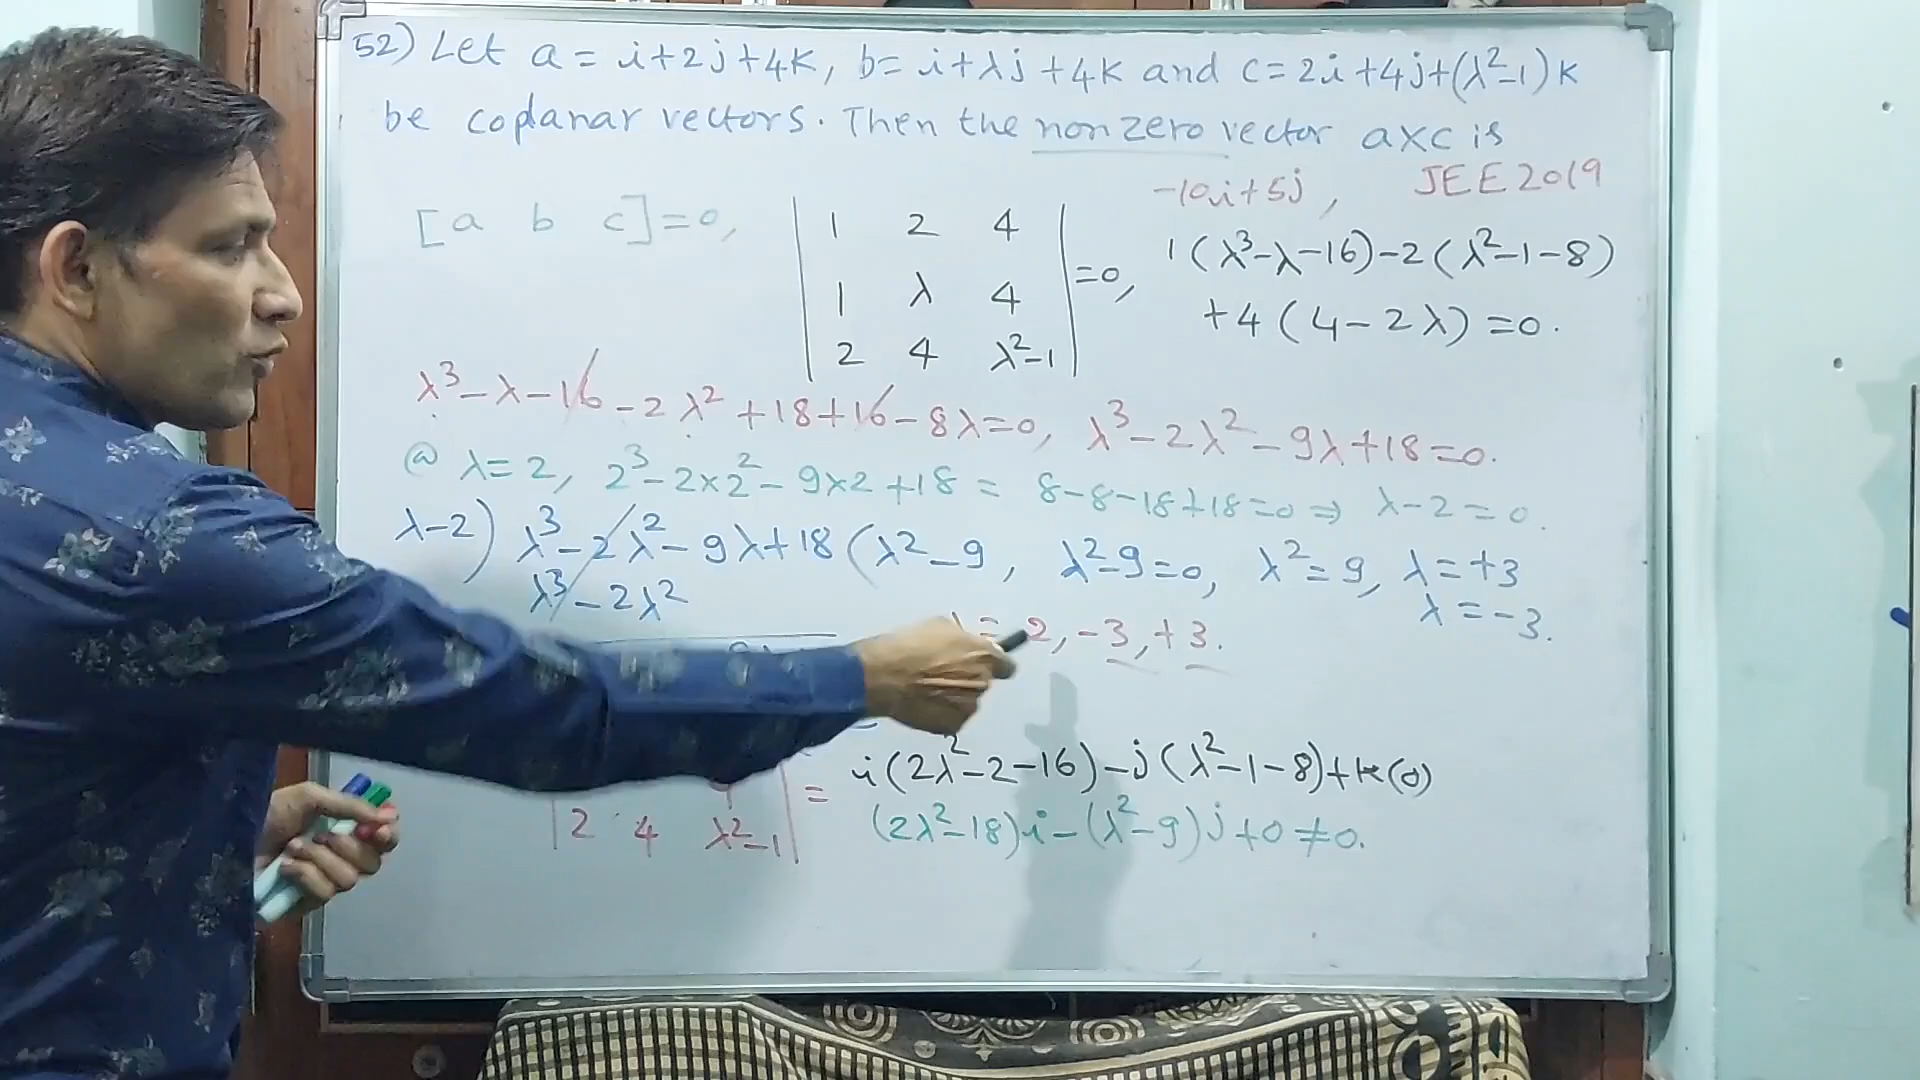 52) Let a = i+2j+4k, b = i+λj+4k and c = 2i+4j+(λ²-1)k
be coplanar vectors. Then the non zero vector axc is
-10i+5j, JEE 2019
[a b c]=0,
| 1 2 4 |
| 1 λ 4 | =0,
| 2 4 λ²-1 |
1(λ³-λ-16)-2(λ²-1-8)
+4(4-2λ)=0.
λ³-λ-16-2λ²+18+16-8λ=0, λ³-2λ²-9λ+18=0.
@ λ=2, 2³-2x2²-9x2+18 = 8-8-18+18=0 ⇒ λ-2=0.
λ-2) λ³-2λ²-9λ+18 (λ²-9, λ²-9=0, λ²=9, λ=+3
λ³-2λ² λ=-3.
= 2, -3, +3.
= i(2λ²-2-16)-j(λ²-1-8)+k(0)
|2 4 λ²-1| (2λ²-18)i-(λ²-9)j+0≠0.